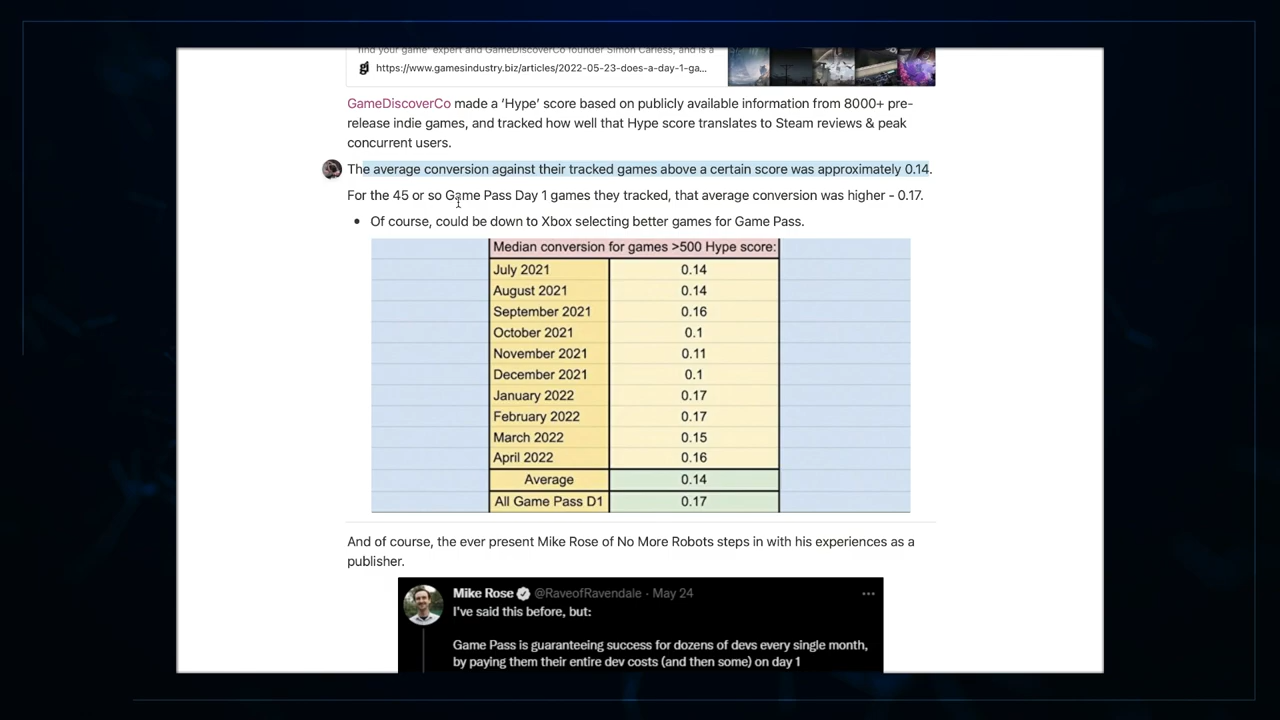 find your game' expert and GameDiscoverCo founder Simon Carless, and is a
https://www.gamesindustry.biz/articles/2022-05-23-does-a-day-1-ga...
GameDiscoverCo made a ‘Hype’ score based on publicly available information from 8000+ pre-
release indie games, and tracked how well that Hype score translates to Steam reviews & peak
concurrent users.
The average conversion against their tracked games above a certain score was approximately 0.14.
For the 45 or so Game Pass Day 1 games they tracked, that average conversion was higher - 0.17.
• Of course, could be down to Xbox selecting better games for Game Pass.
Median conversion for games >500 Hype score:
July 2021 0.14
August 2021 0.14
September 2021 0.16
October 2021 0.1
November 2021 0.11
December 2021 0.1
January 2022 0.17
February 2022 0.17
March 2022 0.15
April 2022 0.16
Average 0.14
All Game Pass D1 0.17
And of course, the ever present Mike Rose of No More Robots steps in with his experiences as a
publisher.
Mike Rose @RaveofRavendale · May 24
I've said this before, but:
Game Pass is guaranteeing success for dozens of devs every single month,
by paying them their entire dev costs (and then some) on day 1